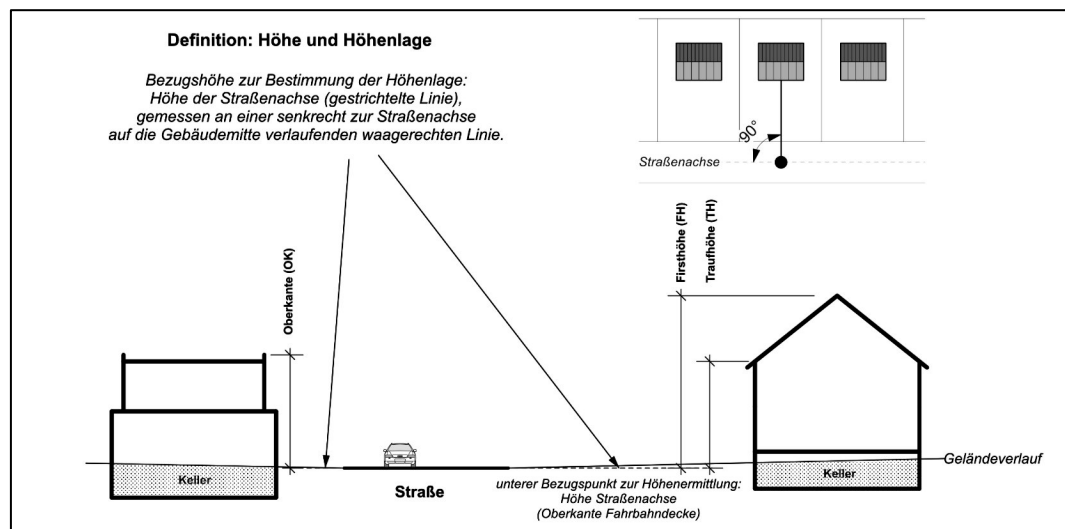 Definition: Höhe und Höhenlage
Bezugshöhe zur Bestimmung der Höhenlage:
Höhe der Straßenachse (gestrichtelte Linie),
gemessen an einer senkrecht zur Straßenachse
auf die Gebäudemitte verlaufenden waagerechten Linie.
90°
Straßenachse
Oberkante (OK)
Firsthöhe (FH)
Traufhöhe (TH)
Keller
Straße
unterer Bezugspunkt zur Höhenermittlung:
Höhe Straßenachse
(Oberkante Fahrbahndecke)
Keller
Geländeverlauf